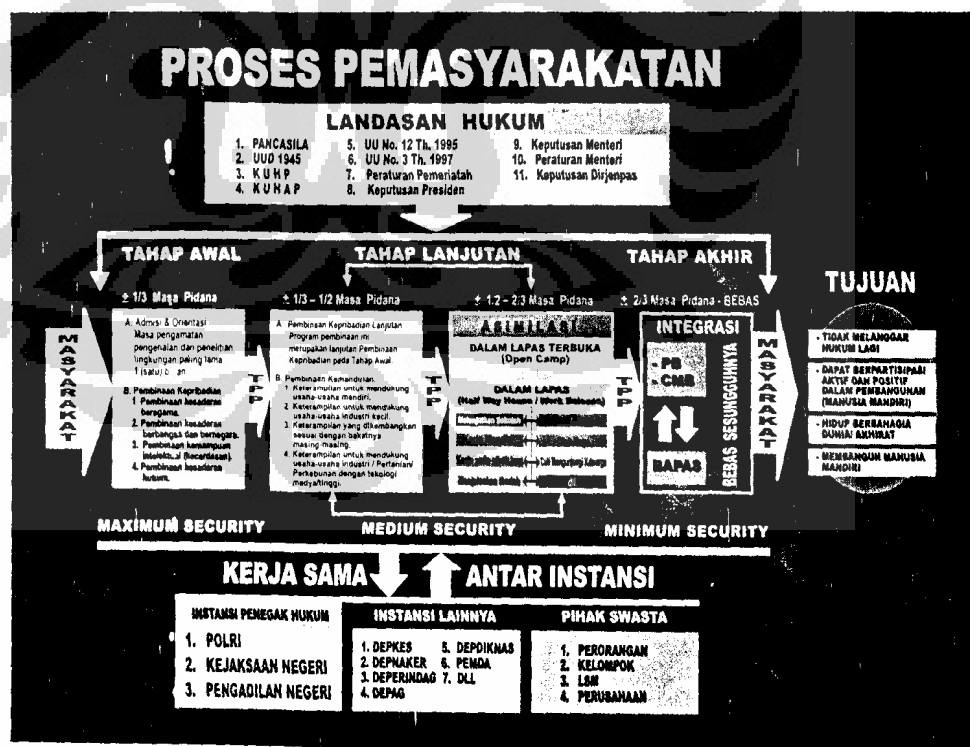 PROSES PEMASYARAKATAN
LANDASAN HUKUM
1. PANCASILA
2. UUD 1945
3. K U H P
4. K U H A P
5. UU No. 12 Th. 1995
6. UU No. 3 Th. 1997
7. Peraturan Pemeriatah
8. Keputusan Presiden
9. Keputusan Menteri
10. Peraturan Menteri
11. Keputusan Dirjenpas
TAHAP AWAL
TAHAP LANJUTAN
TAHAP AKHIR
TUJUAN
± 1/3 Masa Pidana
± 1/3 – 1/2 Masa Pidana
± 1.2 - 2/3 Masa Pidana
± 2/3 Masa Pidana - BEBAS
MASYARAKAT
A. Admisi & Orientasi
Masa pengamatan
pengenalan dan penelitian
lingkungan paling lama
1 (satu)
B. Pembinaan Kepribadian
1. Pembinaan kesadaran
beragama.
2. Pembinaan kesadaran
berbangsa dan bernegara.
3. Pembinaan kemampuan
intelektual (kecerdasan).
4. Pembinaan kesadaran
hukum.
TPP
A. Pembinaan Kepribadian Lanjutan
Program pembinaan ini
merupakan lanjutan Pembinaan
Kepribadian pada Tahap Awal.
B. Pembinaan Kemandirian.
1. Keterampilan untuk mendukung
usaha-usaha mendiri.
2. Keterampilan untuk mendukung
usaha-usaha industri kecil.
3. Keterampilan yang dikembangkan
sesuai dengan bakatnya
masing-masing.
4. Keterampilan untuk mendukung
usaha-usaha industri / Pertanian/
Perkebunan dengan tekologi
madya/tinggi.
TPP
ASIMILASI
DALAM LAPAS TERBUKA
(Open Camp)
DALAM LAPAS
(Half Way House / Work Release)
Cuti Mengunjungi Keluarga
TPP
INTEGRASI
- PB
- CMB
BAPAS
BEBAS SESUNGGUHNYA
MASYARAKAT
- TIDAK MELANGGAR
HUKUM LAGI
- DAPAT BERPARTISIPASI
AKTIF DAN POSITIF
DALAM PEMBANGUNAN
(MANUSIA MANDIRI)
- HIDUP BERBAHAGIA
DUNIA/ AKHIRAT
- MEMBANGUN MANUSIA
MANDIRI
MAXIMUM SECURITY
MEDIUM SECURITY
MINIMUM SECURITY
KERJA SAMA ANTAR INSTANSI
INSTANSI PENEGAK HUKUM
1. POLRI
2. KEJAKSAAN NEGERI
3. PENGADILAN NEGERI
INSTANSI LAINNYA
1. DEPKES
2. DEPNAKER
3. DEPERINDAG
4. DEPAG
5. DEPDIKNAS
6. PEMDA
7. DLL
PIHAK SWASTA
1. PERORANGAN
2. KELOMPOK
3. LSM
4. PERUSAHAAN